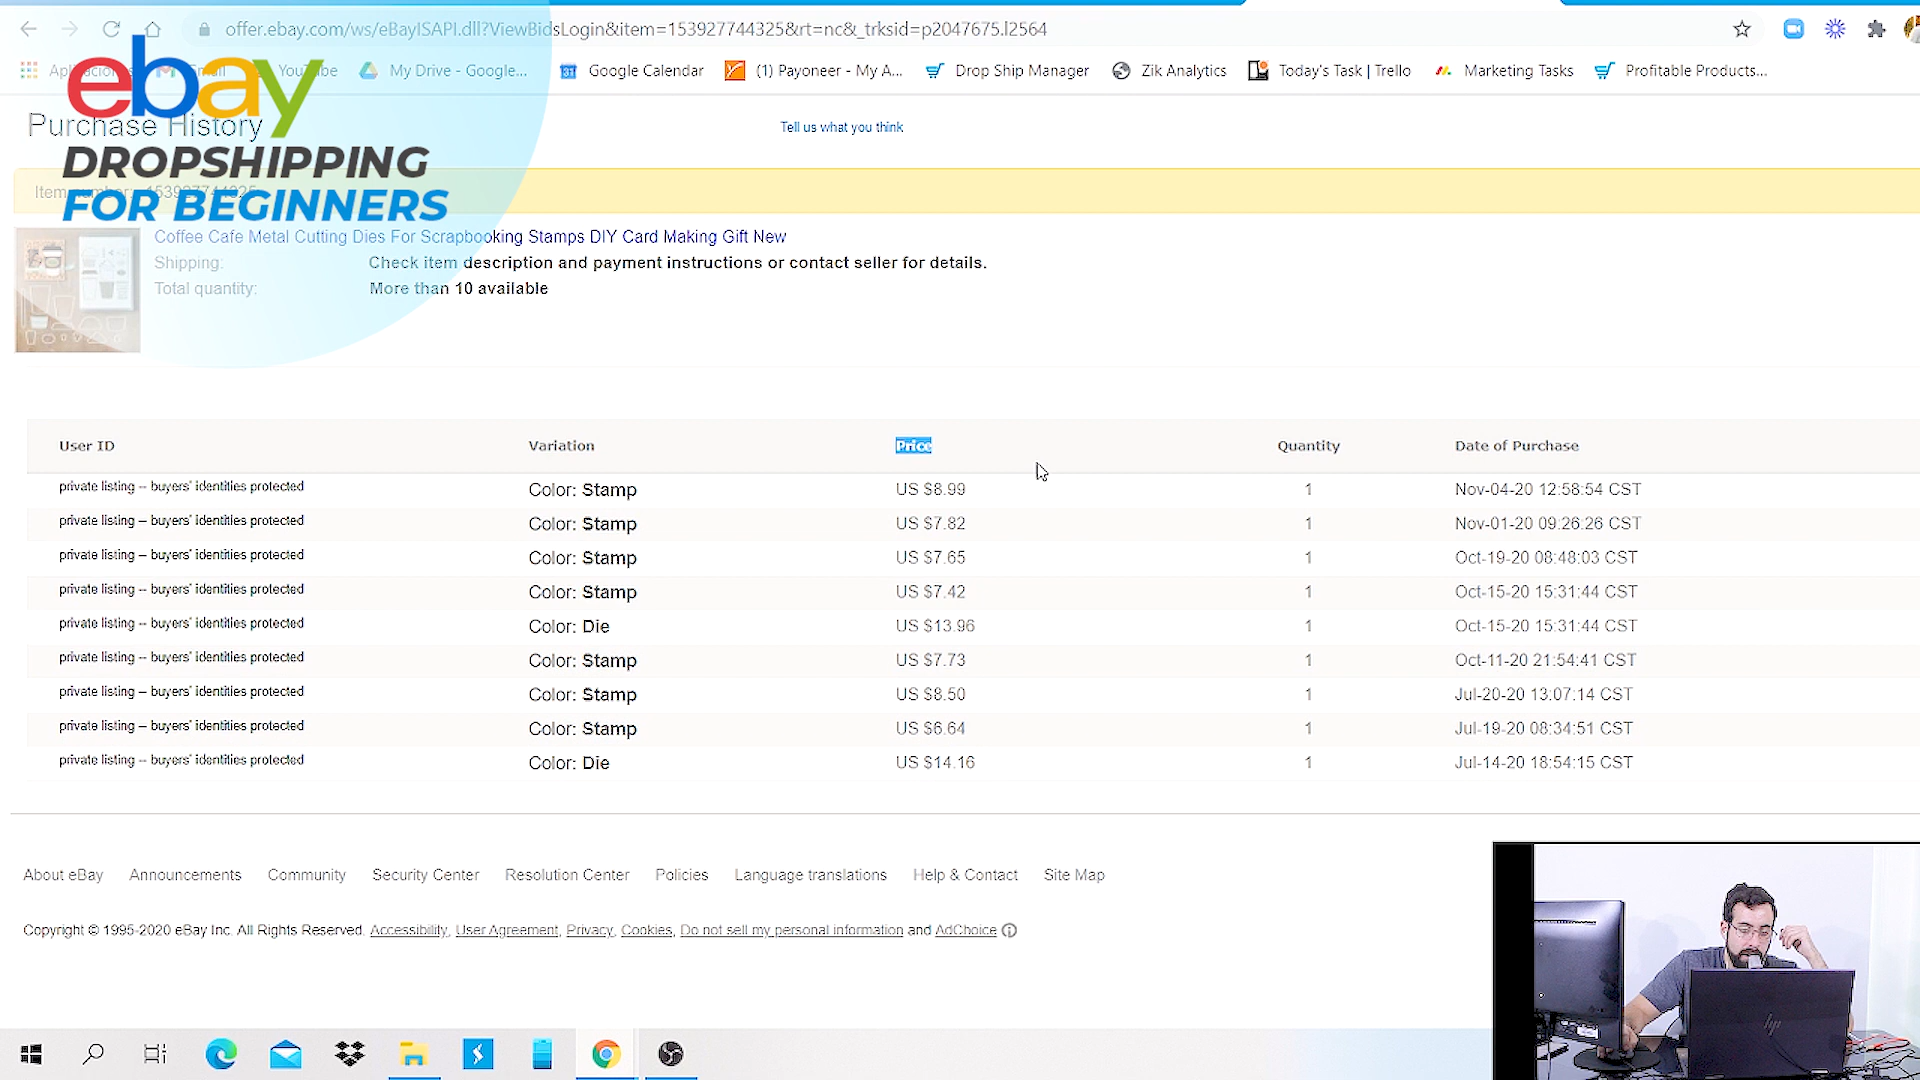 offer.ebay.com/ws/eBayISAPI.dll?ViewBidsLogin&item=153927744325&rt=nc&_trksid=p2047675.l2564
Aplicaciones Gmail YouTube My Drive - Google... Google Calendar (1) Payoneer - My A... Drop Ship Manager Zik Analytics Today's Task | Trello Marketing Tasks Profitable Products...
ebay
Purchase History Tell us what you think
DROPSHIPPING
Item number: 153927744325
FOR BEGINNERS
Coffee Cafe Metal Cutting Dies For Scrapbooking Stamps DIY Card Making Gift New
Shipping: Check item description and payment instructions or contact seller for details.
Total quantity: More than 10 available
User ID Variation Price Quantity Date of Purchase
private listing -- buyers' identities protected Color: Stamp US $8.99 1 Nov-04-20 12:58:54 CST
private listing -- buyers' identities protected Color: Stamp US $7.82 1 Nov-01-20 09:26:26 CST
private listing -- buyers' identities protected Color: Stamp US $7.65 1 Oct-19-20 08:48:03 CST
private listing -- buyers' identities protected Color: Stamp US $7.42 1 Oct-15-20 15:31:44 CST
private listing -- buyers' identities protected Color: Die US $13.96 1 Oct-15-20 15:31:44 CST
private listing -- buyers' identities protected Color: Stamp US $7.73 1 Oct-11-20 21:54:41 CST
private listing -- buyers' identities protected Color: Stamp US $8.50 1 Jul-20-20 13:07:14 CST
private listing -- buyers' identities protected Color: Stamp US $6.64 1 Jul-19-20 08:34:51 CST
private listing -- buyers' identities protected Color: Die US $14.16 1 Jul-14-20 18:54:15 CST
About eBay Announcements Community Security Center Resolution Center Policies Language translations Help & Contact Site Map
Copyright © 1995-2020 eBay Inc. All Rights Reserved. Accessibility, User Agreement, Privacy, Cookies, Do not sell my personal information and AdChoice
hp